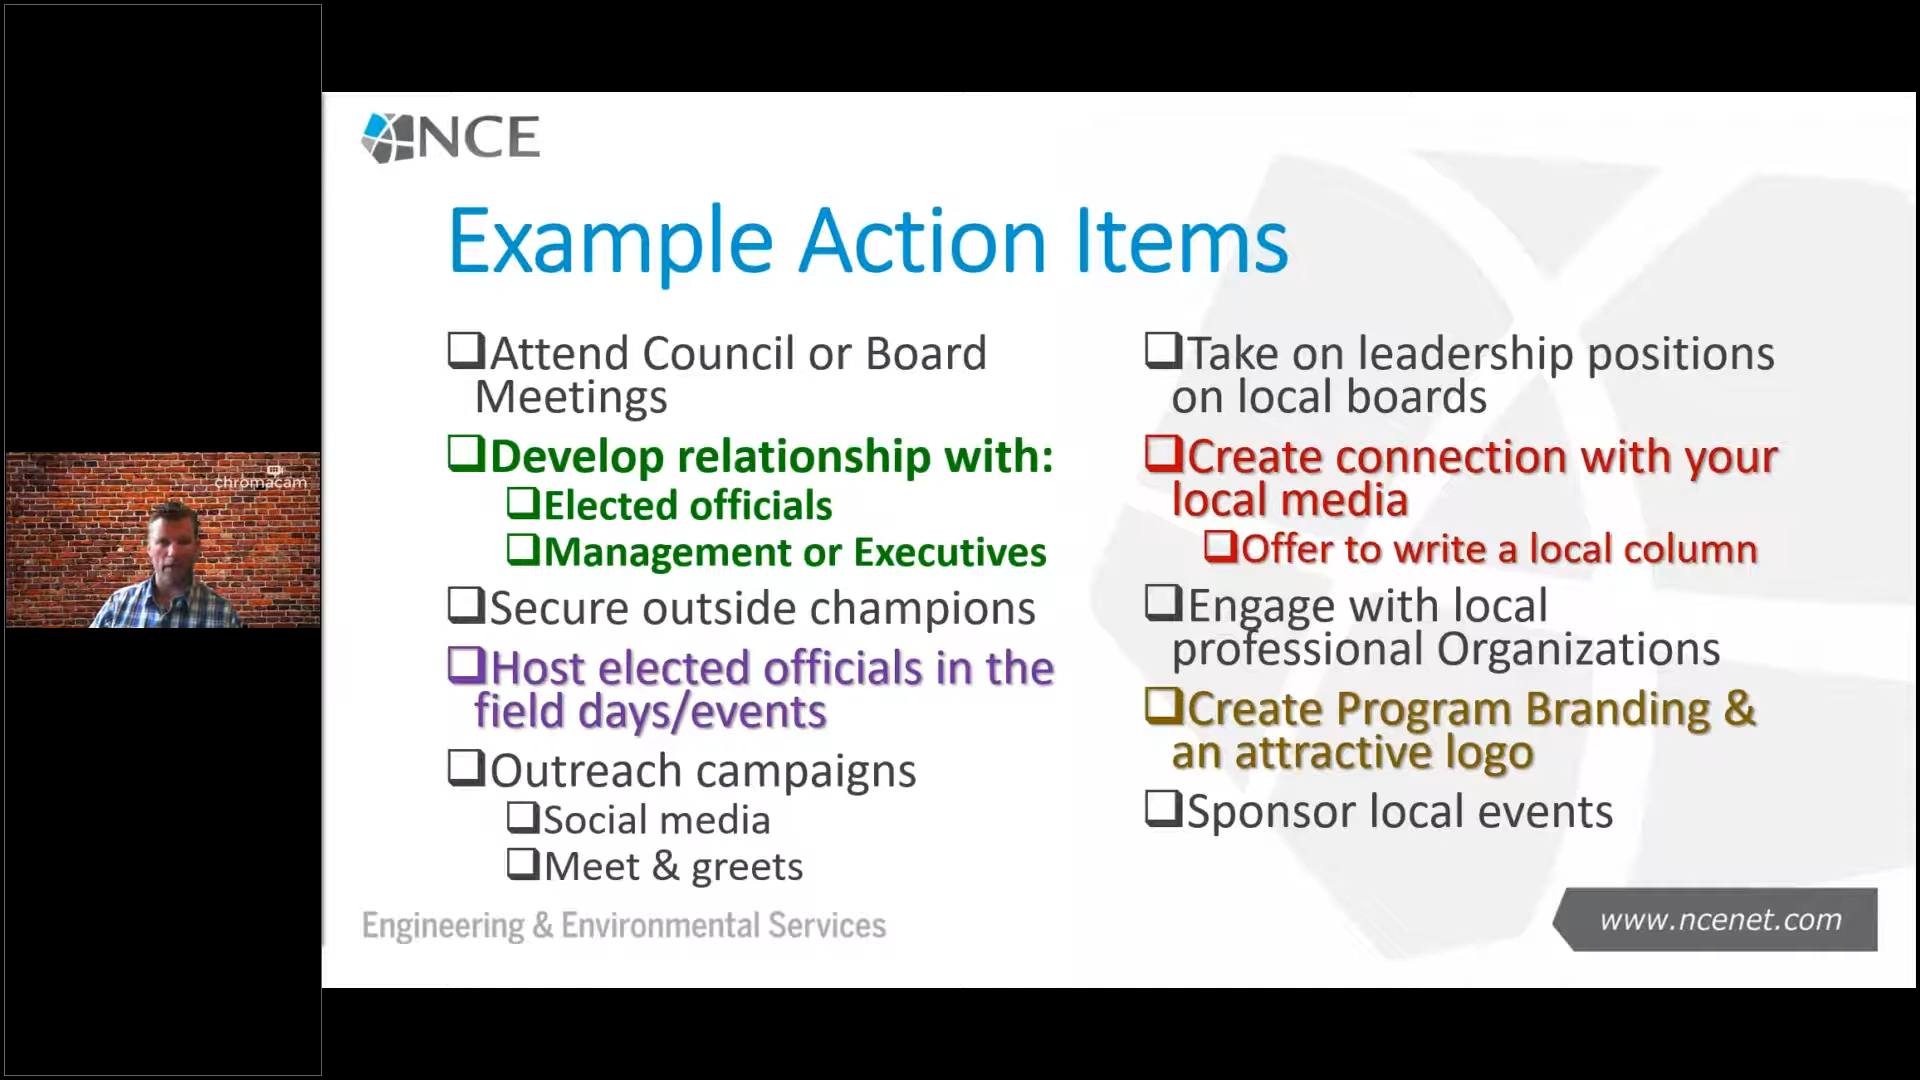 chromacam
NCE
Example Action Items
❑Attend Council or Board
Meetings
❑Develop relationship with:
❑Elected officials
❑Management or Executives
❑Secure outside champions
❑Host elected officials in the
field days/events
❑Outreach campaigns
❑Social media
❑Meet & greets
❑Take on leadership positions
on local boards
❑Create connection with your
local media
❑Offer to write a local column
❑Engage with local
professional Organizations
❑Create Program Branding &
an attractive logo
❑Sponsor local events
Engineering & Environmental Services
www.ncenet.com